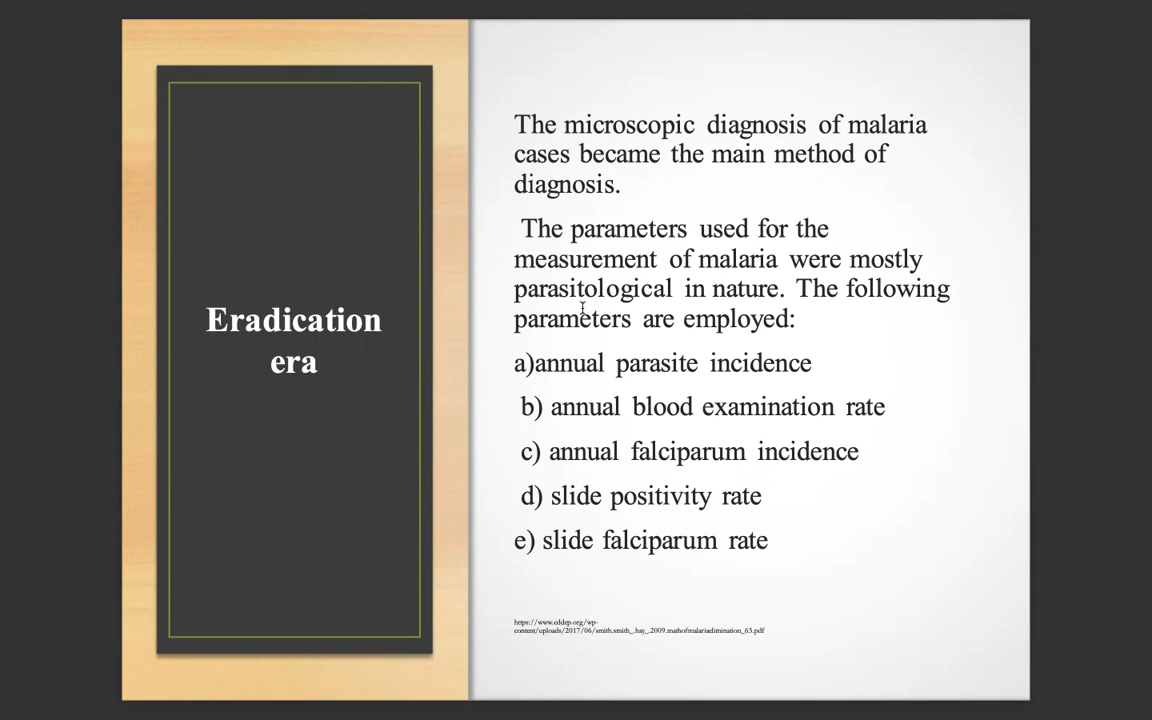 Eradication
era
The microscopic diagnosis of malaria
cases became the main method of
diagnosis.
The parameters used for the
measurement of malaria were mostly
parasitological in nature. The following
parameters are employed:
a)annual parasite incidence
b) annual blood examination rate
c) annual falciparum incidence
d) slide positivity rate
e) slide falciparum rate
https://www.cddep.org/wp-
content/uploads/2017/06/smith.smith_.hay_.2009.mathofmalariaelimination_63.pdf